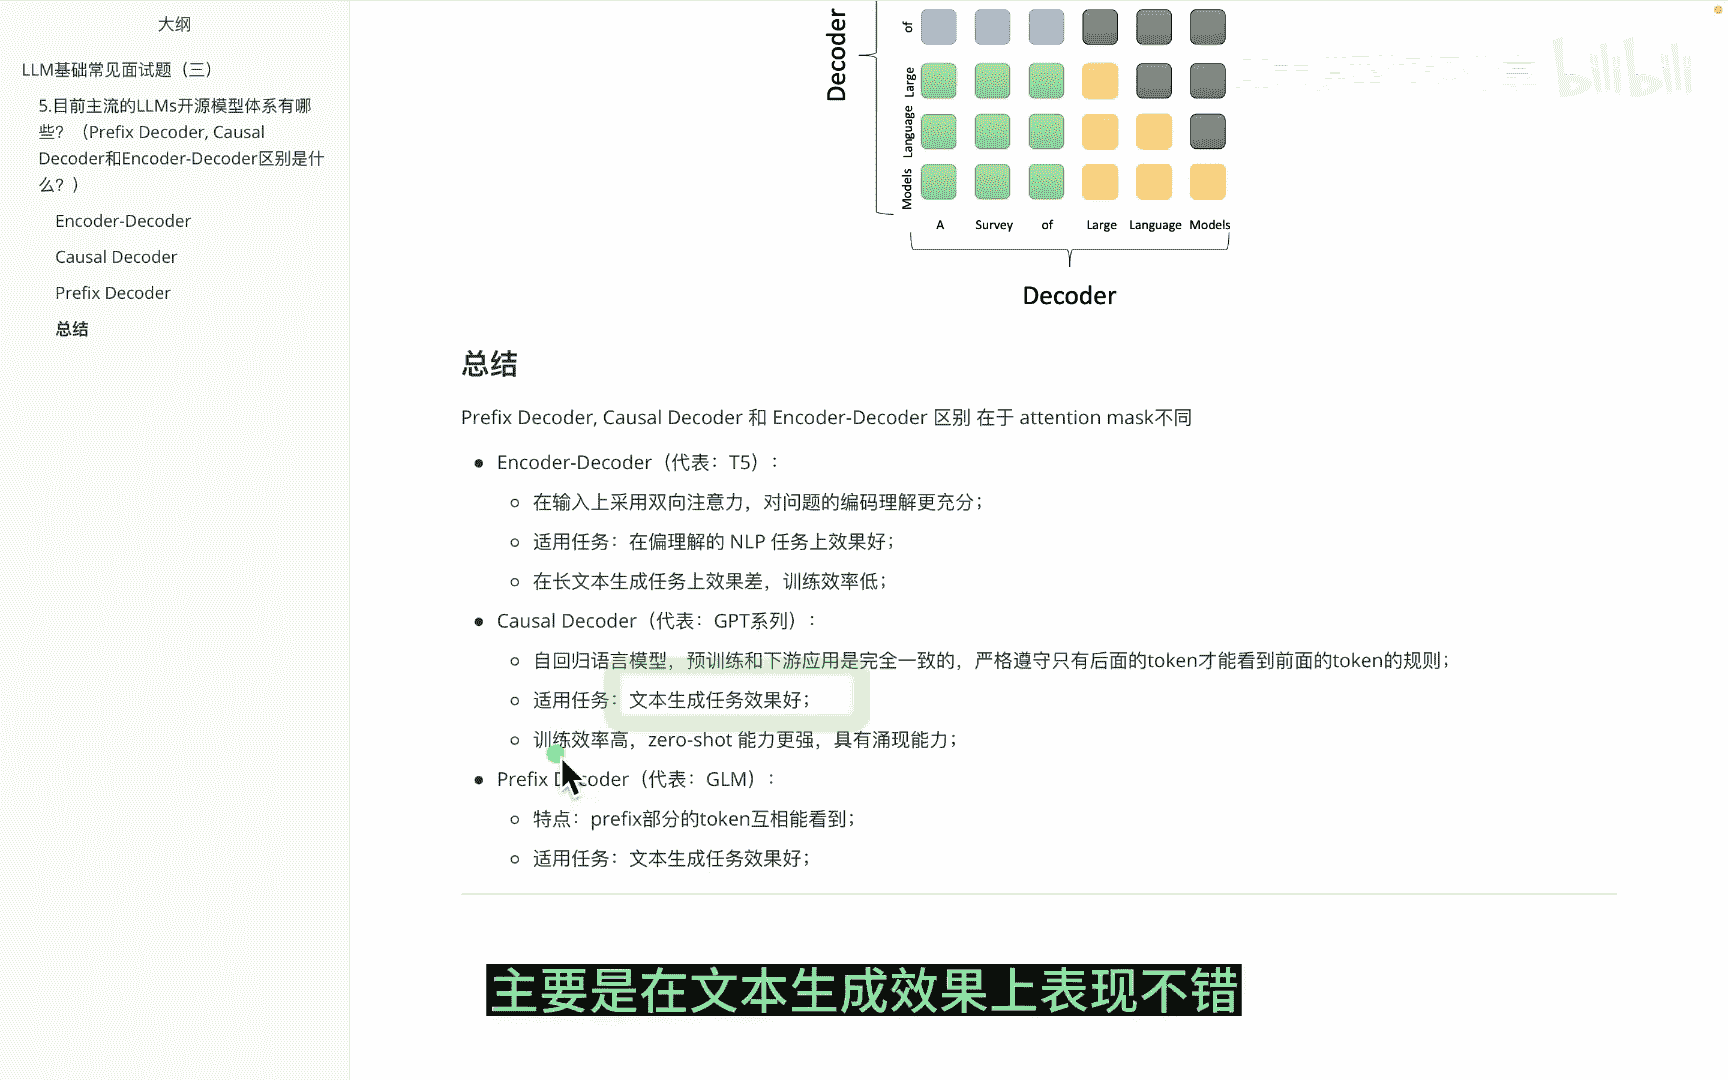 大纲
LLM基础常见面试题（三）
5.目前主流的LLMs开源模型体系有哪
些？（Prefix Decoder, Causal
Decoder和Encoder-Decoder区别是什
么？）
Encoder-Decoder
Causal Decoder
Prefix Decoder
总结
Decoder
of
Large
Language
Models
A Survey of Large Language Models
Decoder
bilibili
总结
Prefix Decoder, Causal Decoder 和 Encoder-Decoder 区别 在于 attention mask不同
Encoder-Decoder（代表：T5）：
在输入上采用双向注意力，对问题的编码理解更充分；
适用任务：在偏理解的 NLP 任务上效果好；
在长文本生成任务上效果差，训练效率低；
Causal Decoder（代表：GPT系列）：
自回归语言模型，预训练和下游应用是完全一致的，严格遵守只有后面的token才能看到前面的token的规则；
适用任务：文本生成任务效果好；
训练效率高，zero-shot 能力更强，具有涌现能力；
Prefix Decoder（代表：GLM）：
特点：prefix部分的token互相能看到；
适用任务：文本生成任务效果好；
主要是在文本生成效果上表现不错